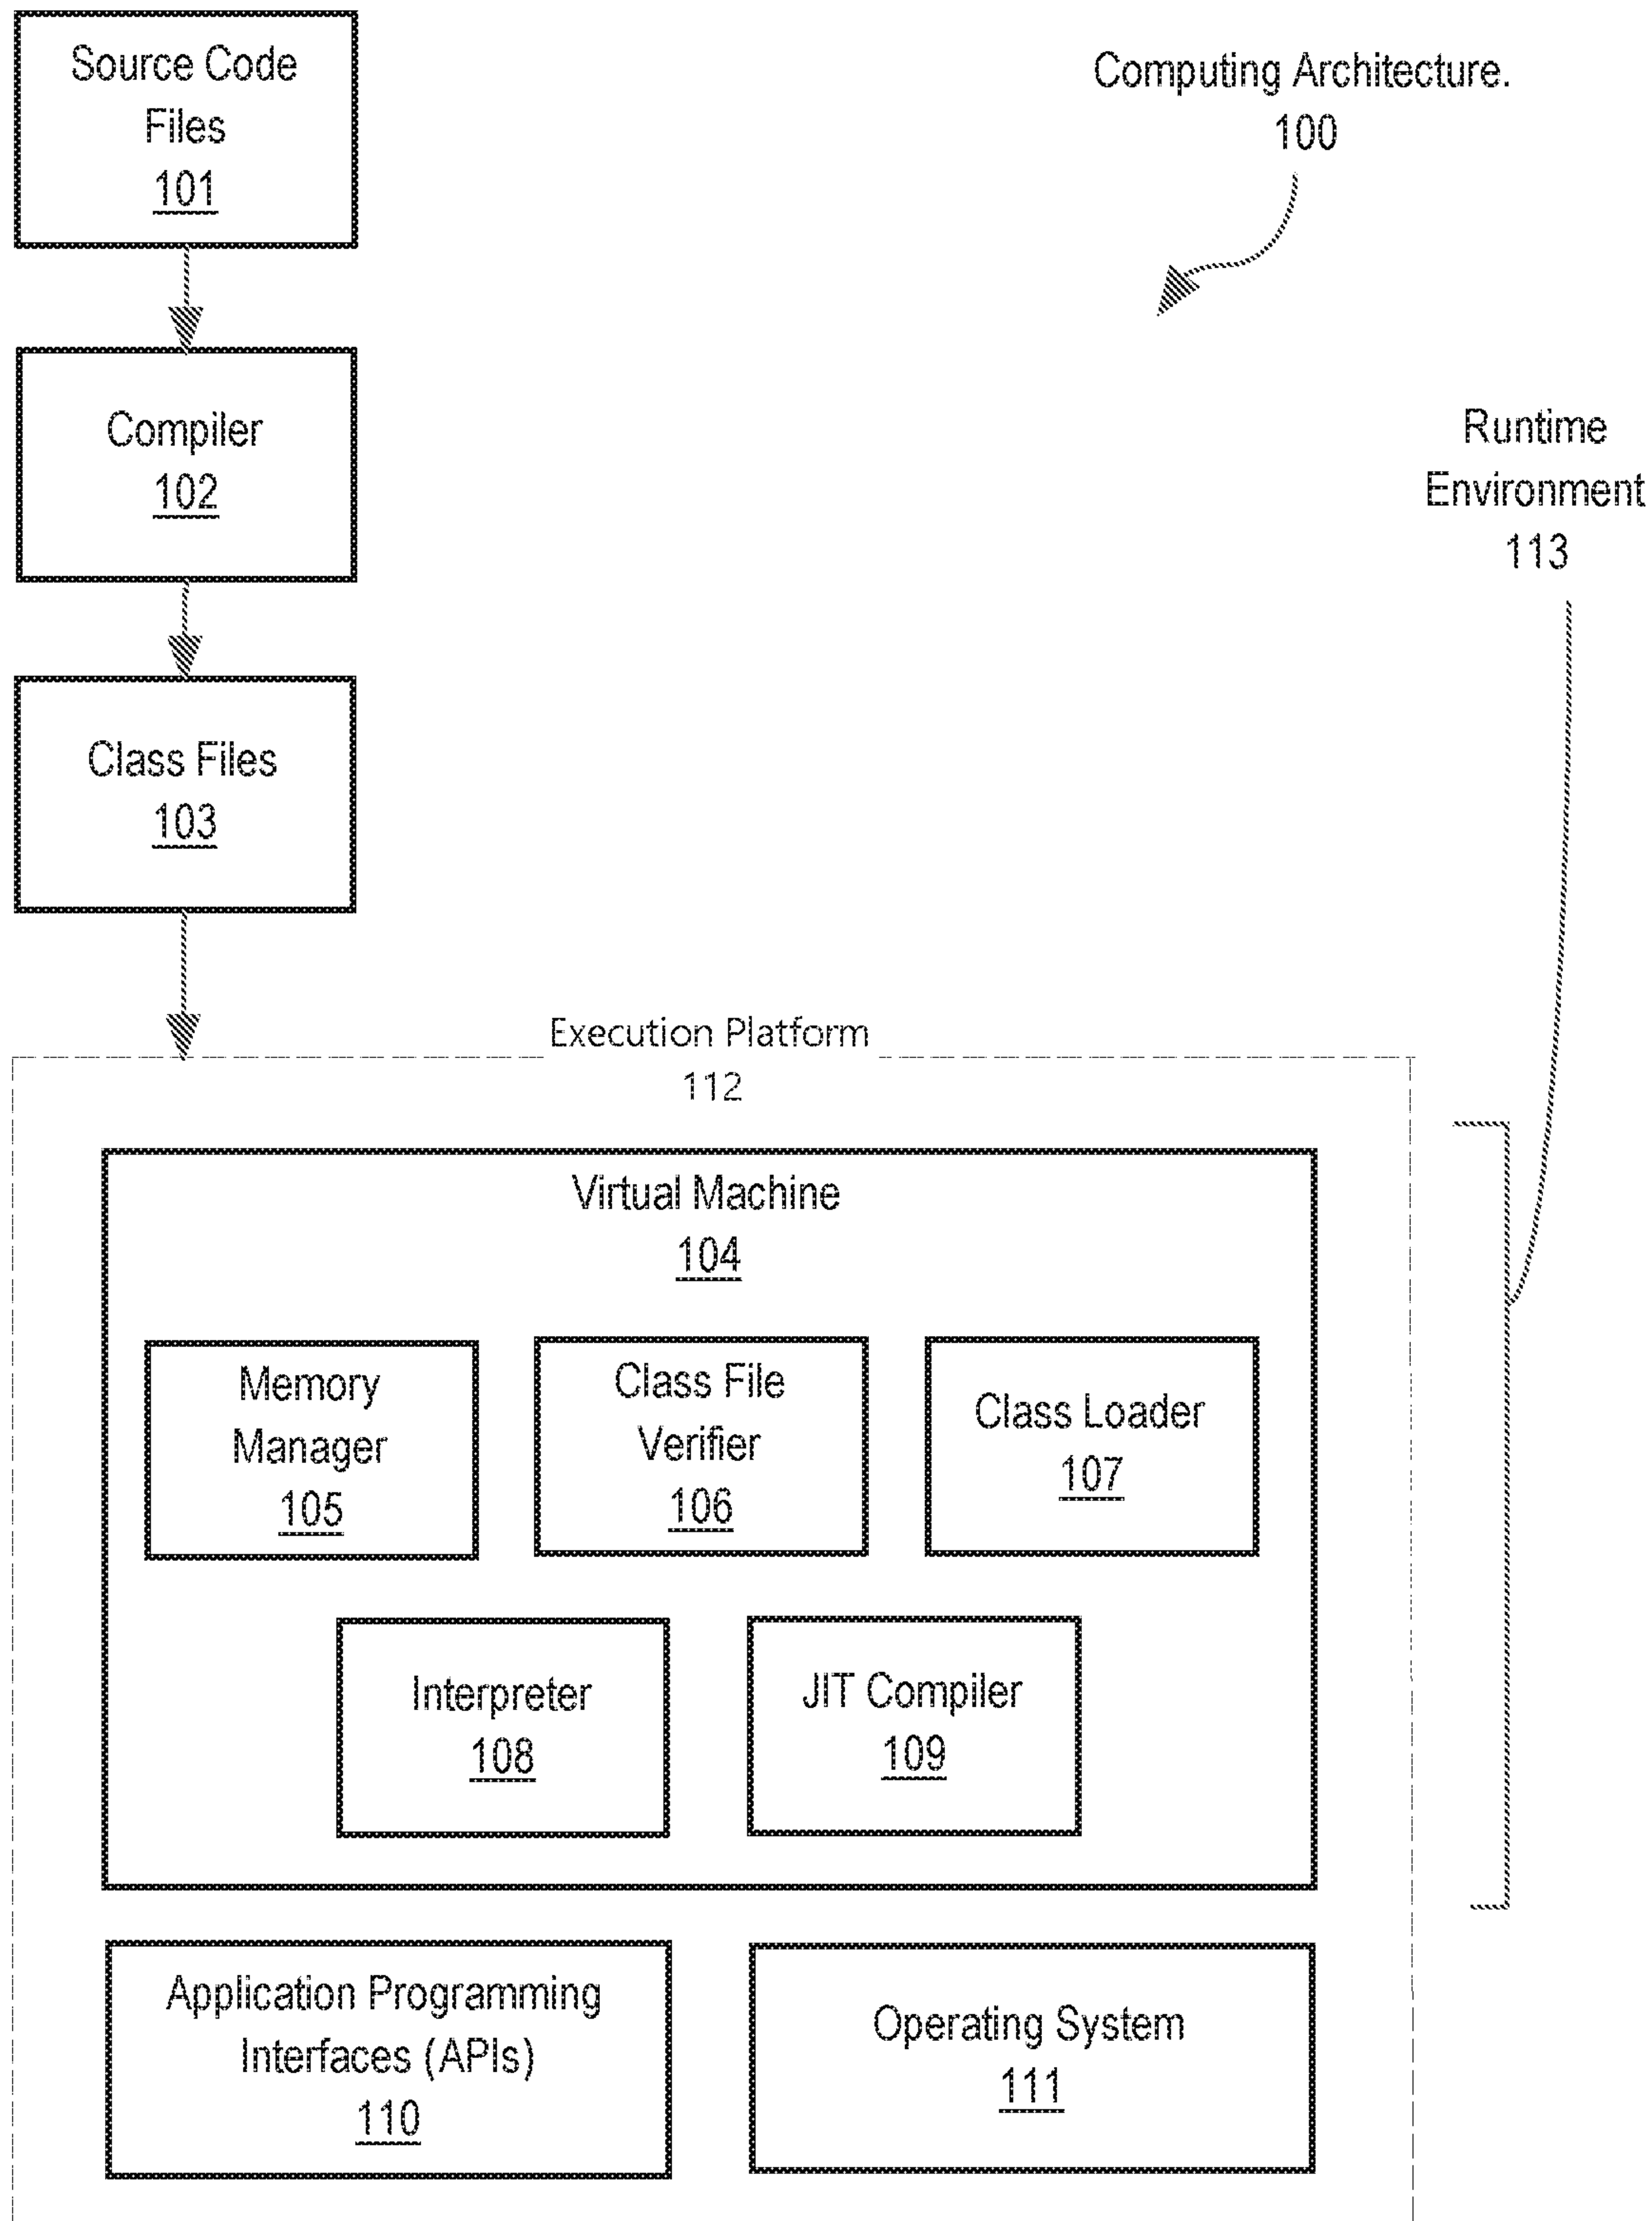 Source Code
Files
101
Computing Architecture.
100
Compiler
102
Runtime
Environment
113
Class Files
103
Execution Platform
112
Virtual Machine
104
Memory
Manager
105
Class File
Verifier
106
Class Loader
107
Interpreter
108
JIT Compiler
109
Application Programming
Interfaces (APIs)
110
Operating System
111